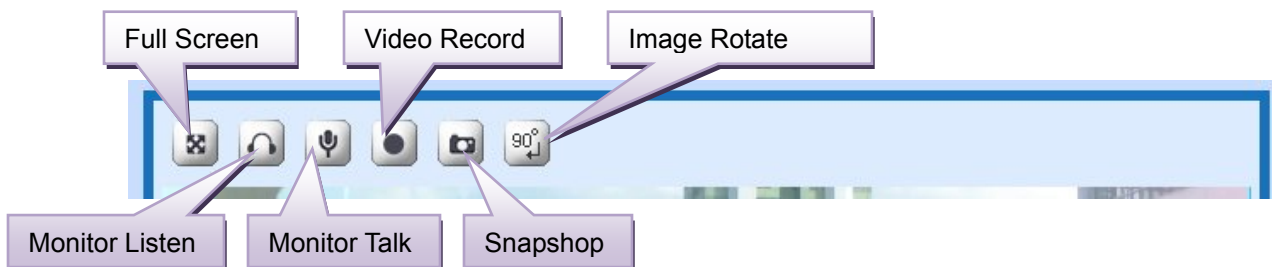 Full Screen
Video Record
Image Rotate
90°
Monitor Listen
Monitor Talk
Snapshop